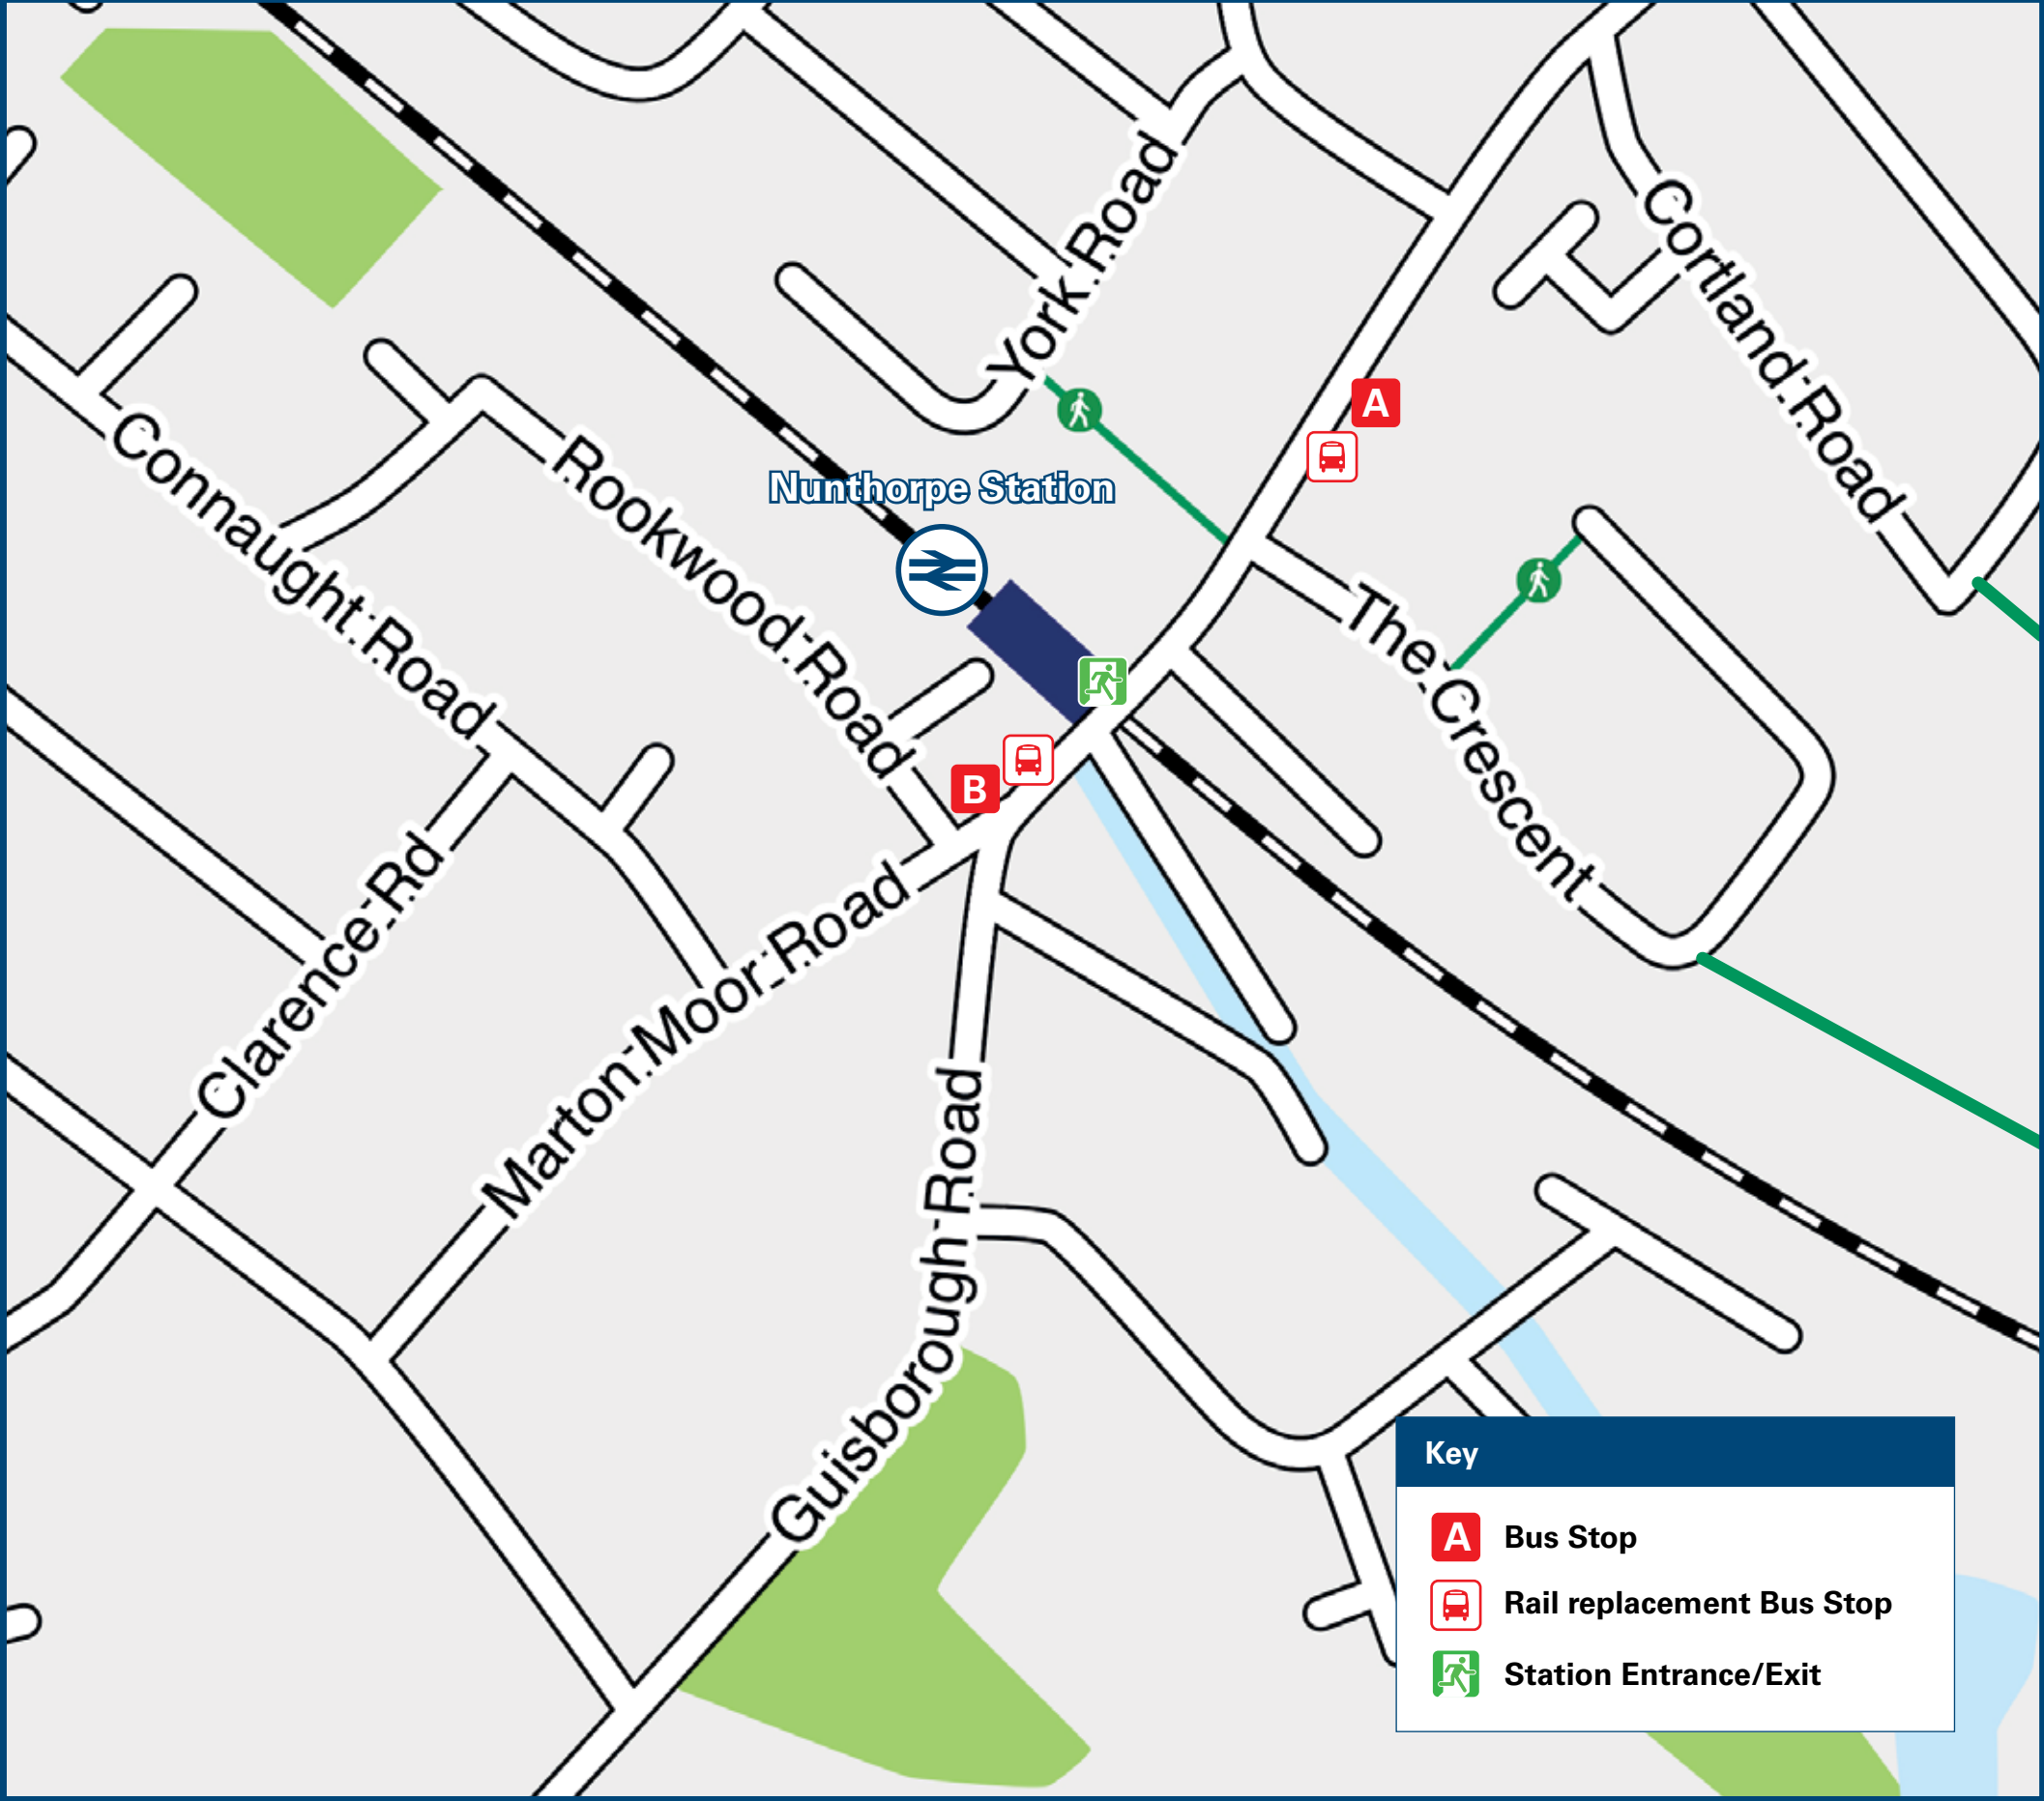 York Road
Cortland Road
A
Connaught Road
Rookwood Road
Nunthorpe Station
The Crescent
B
Clarence Rd
Marton Moor Road
Guisborough Road
Key
A Bus Stop
Rail replacement Bus Stop
Station Entrance/Exit